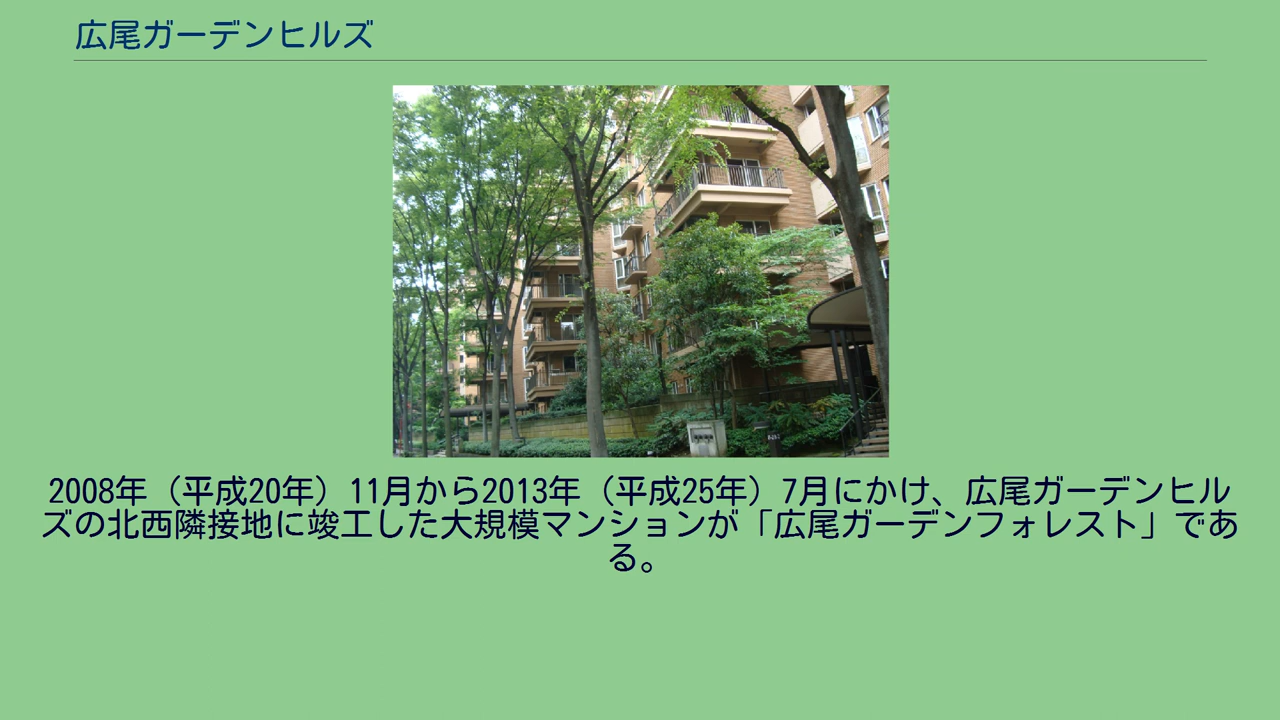 広尾ガーデンヒルズ
2008年（平成20年）11月から2013年（平成25年）7月にかけ、広尾ガーデンヒル
ズの北西隣接地に竣工した大規模マンションが「広尾ガーデンフォレスト」であ
る。